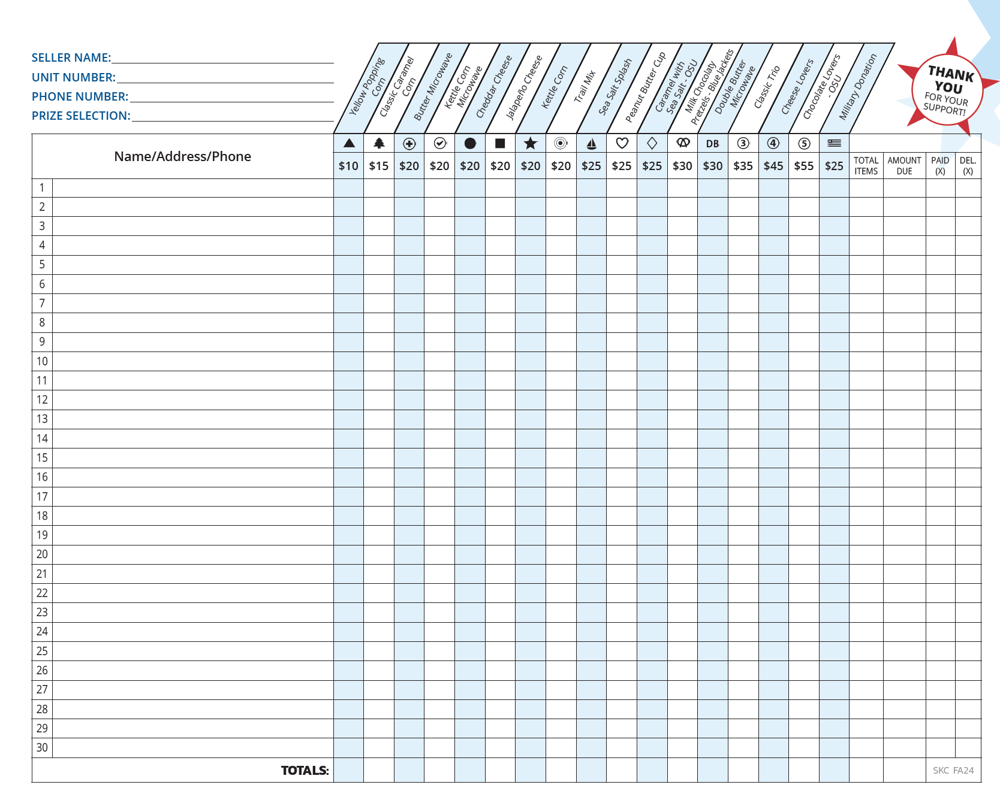 SELLER NAME:
UNIT NUMBER:
PHONE NUMBER:
PRIZE SELECTION:
Yellow Popping
Corn
Classic Caramel
Corn
Butter Microwave
Kettle Corn
Microwave
Cheddar Cheese
Jalapeño Cheese
Kettle Corn
Trail Mix
Sea Salt Splash
Peanut Butter Cup
Caramel with
Sea Salt - OSU
Milk Chocolaty
Pretzels - Blue Jackets
Double Butter
Microwave
Classic Trio
Cheese Lovers
Chocolate Lovers
- OSU
Military Donation
THANK
YOU
FOR YOUR
SUPPORT!
Name/Address/Phone
DB 3 4 5
$10 $15 $20 $20 $20 $20 $20 $20 $25 $25 $25 $30 $30 $35 $45 $55 $25
TOTAL
ITEMS
AMOUNT
DUE
PAID
(X)
DEL.
(X)
1
2
3
4
5
6
7
8
9
10
11
12
13
14
15
16
17
18
19
20
21
22
23
24
25
26
27
28
29
30
TOTALS:
SKC FA24